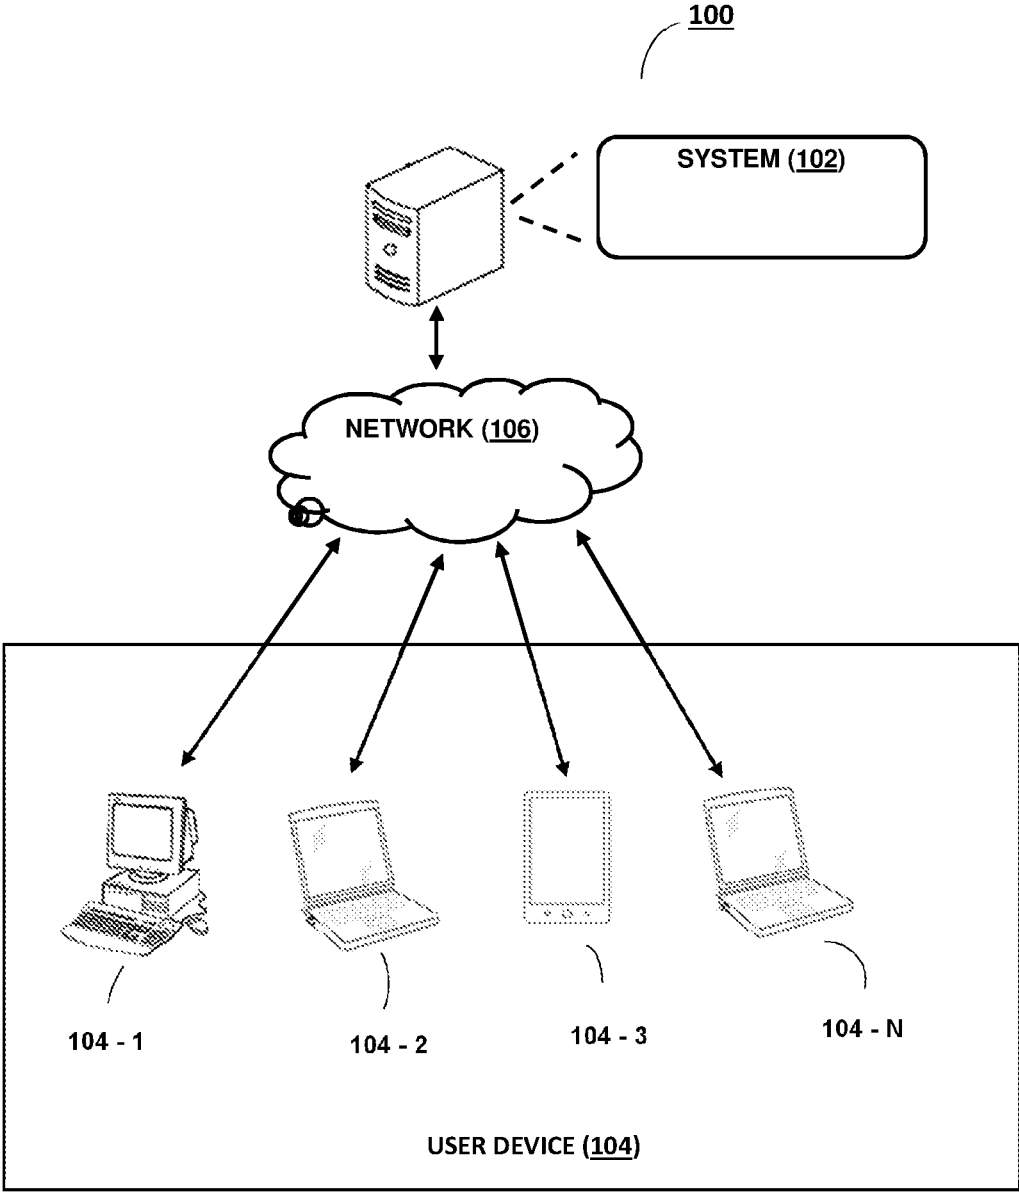 100
SYSTEM (102)
NETWORK (106)
104 - 1
104 - 2
104 - 3
104 - N
USER DEVICE (104)